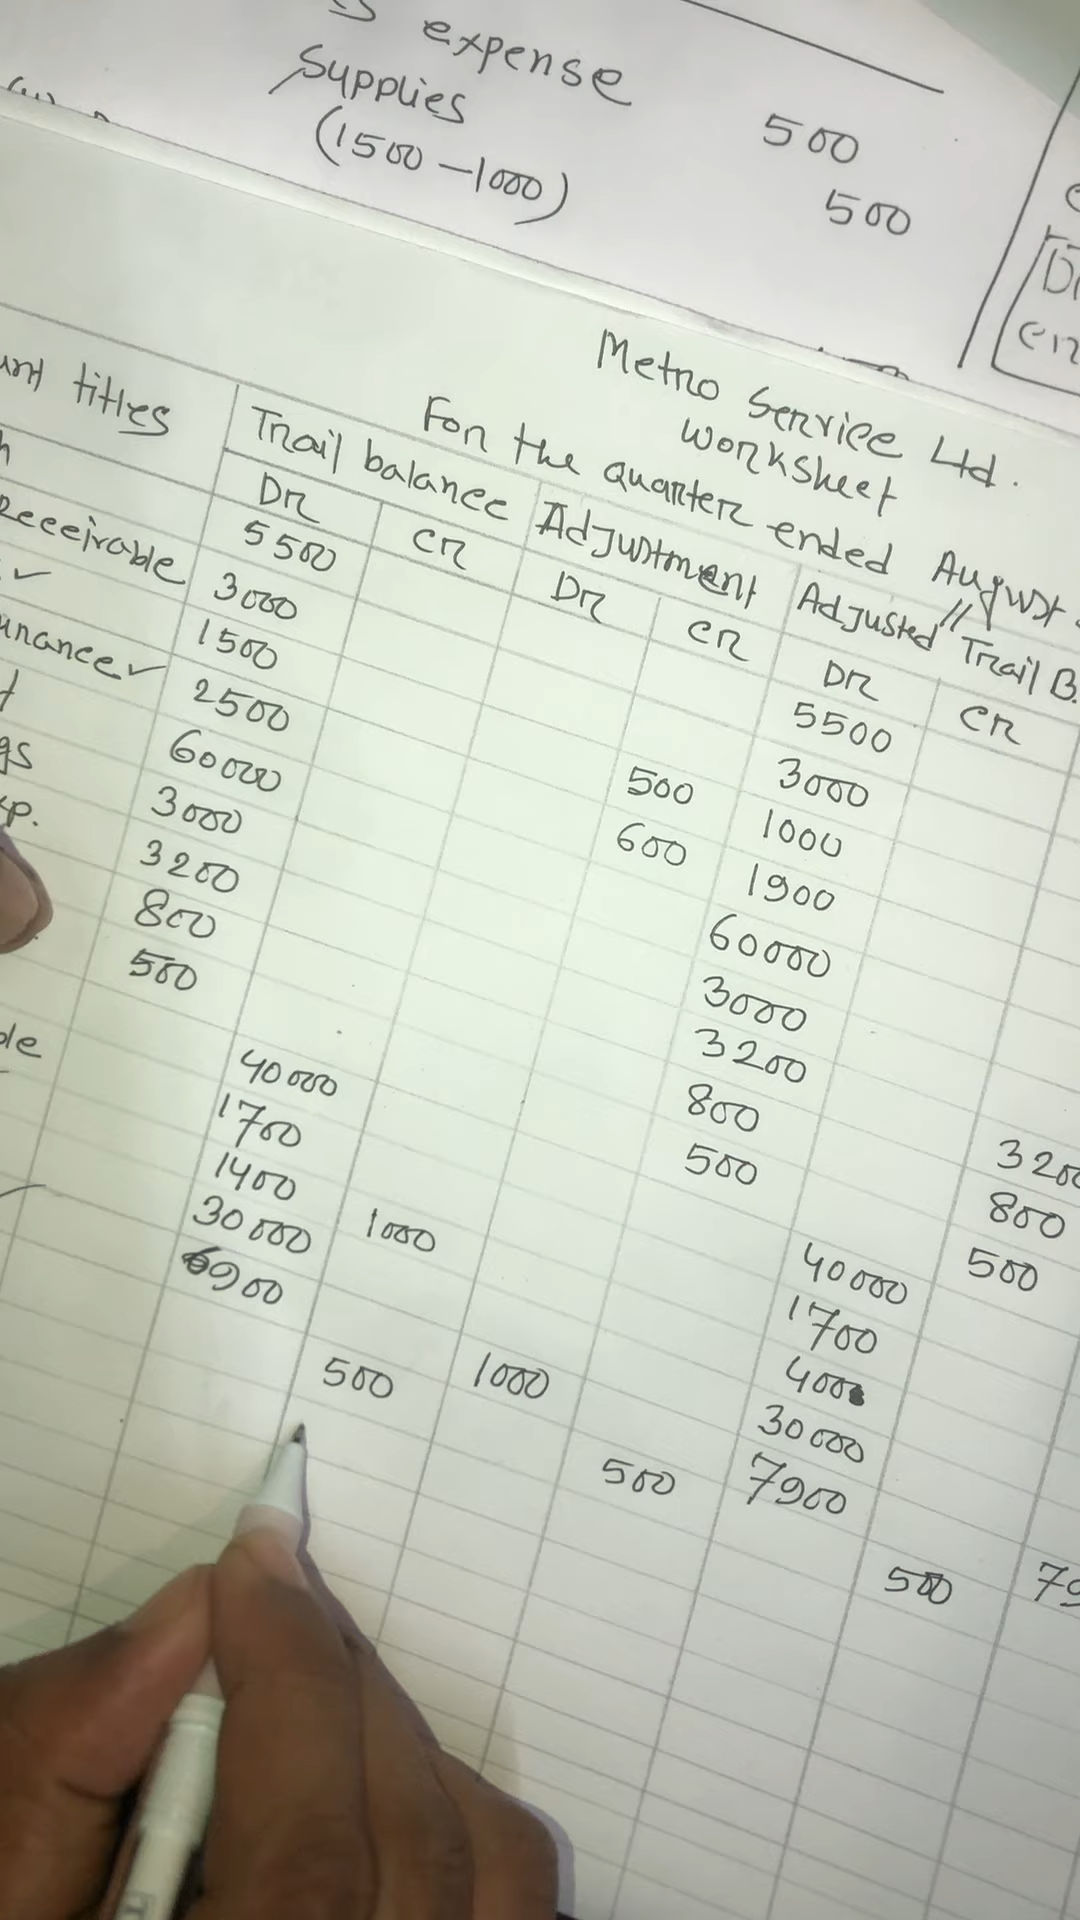 expense
Supplies
(1500-1000)
500
500
Metro Service Ltd.
Worksheet
For the quarter ended August
titles
Trail balance
Adjustment
Adjusted Trail B.
DR
CR
DR
CR
DR
CR
5500
5500
Receivable 3000
3000
1500
500
1000
2500
600
1900
60000
60000
3000
3000
3200
3200
800
800
500
500
40000
40000
1700
1700
1400
1000
400
30000
30000
6900
1000
7900
500
500
500
3200
800
500